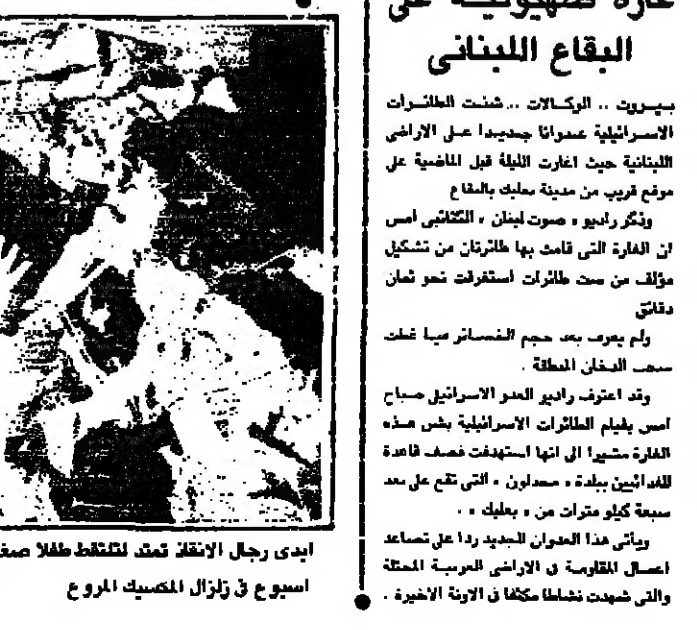 غارة صهيونية على
البقاع اللبنانى
بيروت .. الوكالات .. شنت الطائرات
الاسرائيلية عدوانا جديدا على الاراضى
اللبنانية حيث اغارت الليلة قبل الماضية على
موقع قريب من مدينة بعلبك بالبقاع
وذكر راديو « صوت لبنان » الكتائبى امس
ان الغارة التى قامت بها طائرتان من تشكيل
مؤلف من ست طائرات استغرقت نحو ثمان
دقائق
ولم يعرف بعد حجم الخسائر فيما غطت
سحب الدخان المنطقة .
وقد اعترف راديو العدو الاسرائيلى صباح
امس بقيام الطائرات الاسرائيلية بشن هذه
الغارة مشيرا الى انها استهدفت قصف قاعدة
للفدائيين ببلدة « مجدلون » التى تقع على بعد
سبعة كيلو مترات من « بعلبك » .
ويأتى هذا العدوان الجديد ردا على تصاعد
اعمال المقاومة فى الاراضى العربية المحتلة
والتى شهدت نشاطا مكثفا فى الاونة الاخيرة .
ايدى رجال الانقاذ تمتد لتلتقط طفلا
اسبوع فى زلزال المكسيك المروع